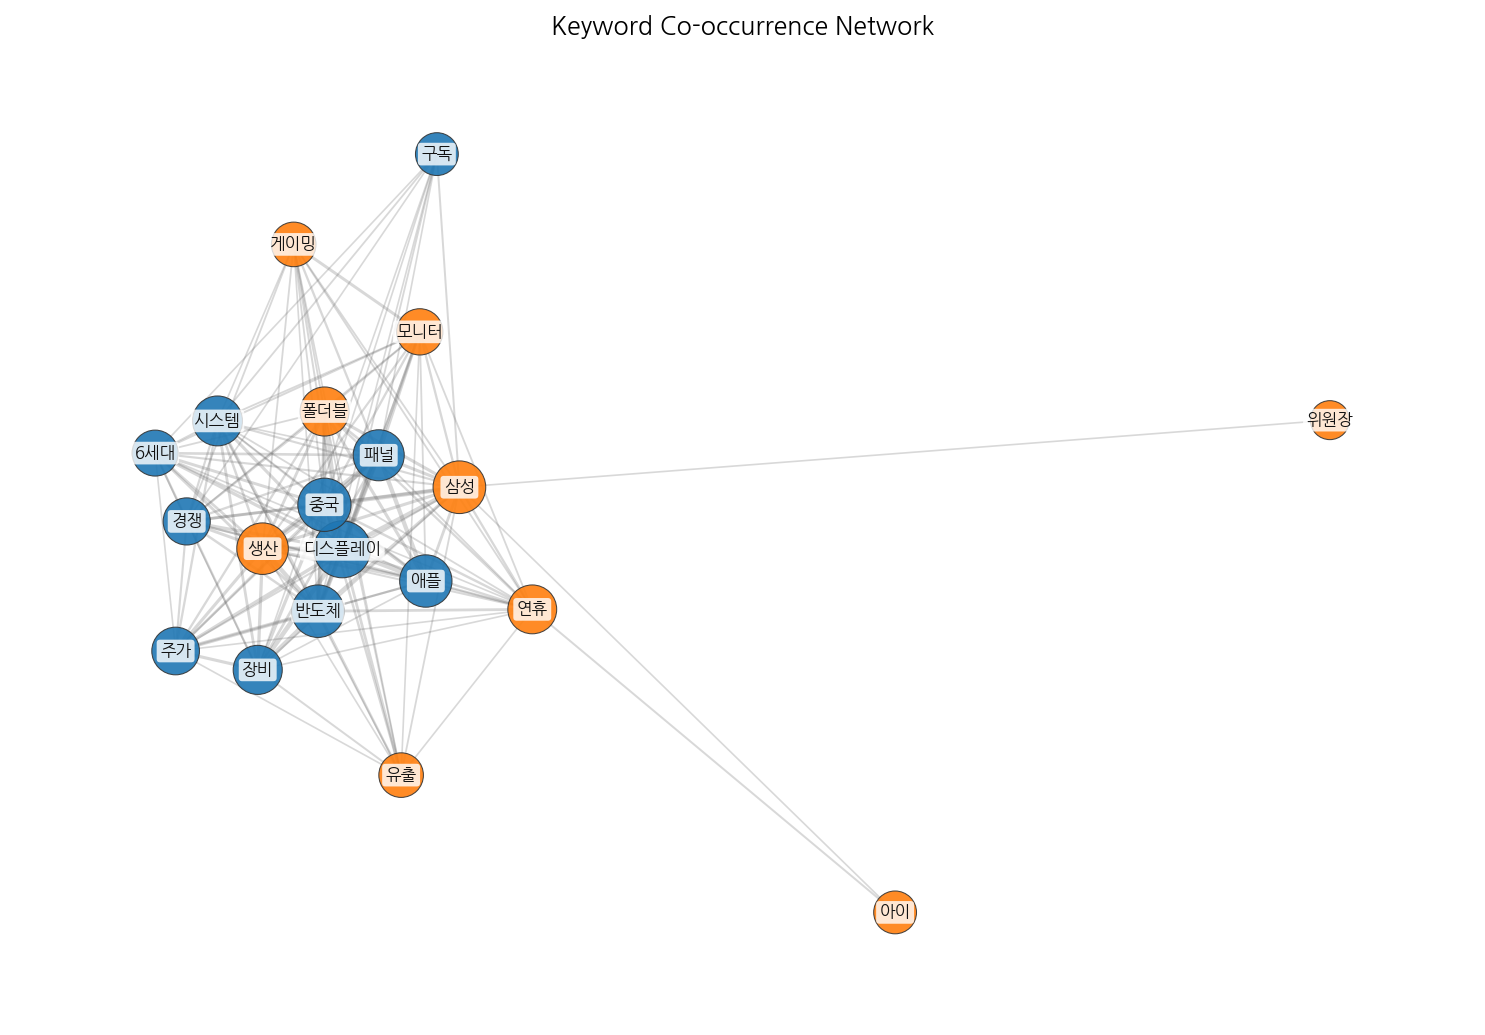 Keyword Co-occurrence Network
구독
게이밍
모니터
폴더블
위원장
시스템
6세대
패널
삼성
중국
경쟁
생산
디스플레이
애플
반도체
연휴
주가
장비
유출
아이